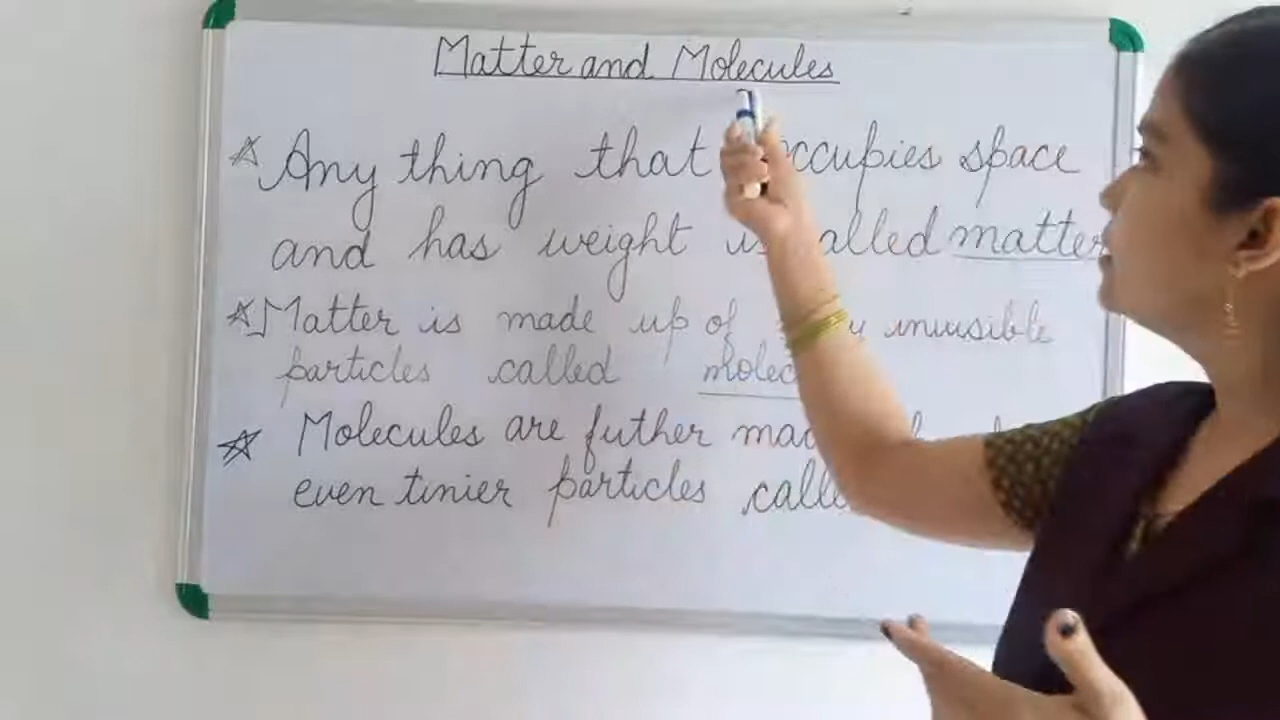 Matter and Molecules
Any thing that occupies space
and has weight is called matter
Matter is made up of invisible
particles called
Molecules are futher
even tinier particles